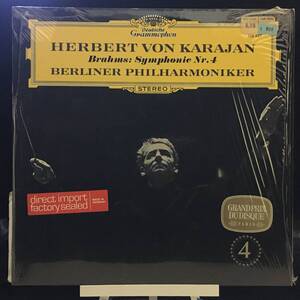 Deutsche
Grammophon
HERBERT VON KARAJAN
Brahms: Symphonie Nr. 4
BERLINER PHILHARMONIKER
STEREO
direct import
factory sealed
GRAND PRIX
DU DISQUE
PARIS
4